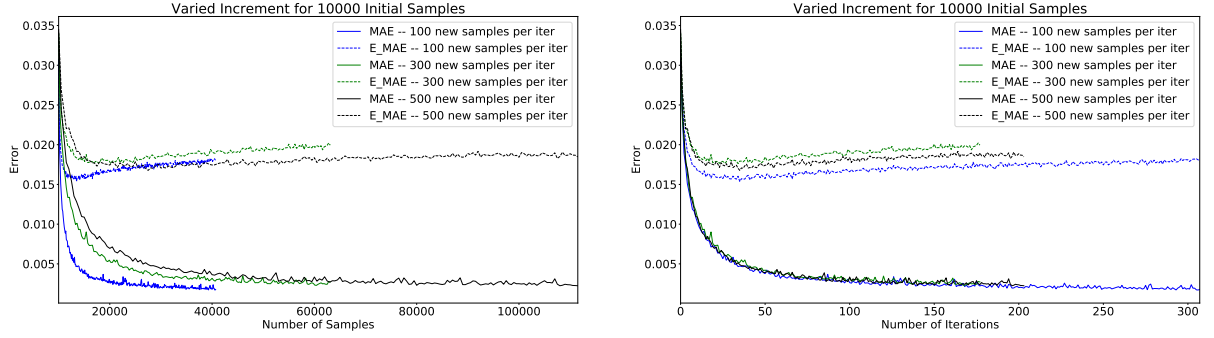 Varied Increment for 10000 Initial Samples
0.035
0.030
0.025
0.020
0.015
0.010
0.005
Error
MAE -- 100 new samples per iter
E_MAE -- 100 new samples per iter
MAE -- 300 new samples per iter
E_MAE -- 300 new samples per iter
MAE -- 500 new samples per iter
E_MAE -- 500 new samples per iter
20000 40000 60000 80000 100000
Number of Samples
Varied Increment for 10000 Initial Samples
0.035
0.030
0.025
0.020
0.015
0.010
0.005
Error
MAE -- 100 new samples per iter
E_MAE -- 100 new samples per iter
MAE -- 300 new samples per iter
E_MAE -- 300 new samples per iter
MAE -- 500 new samples per iter
E_MAE -- 500 new samples per iter
0 50 100 150 200 250 300
Number of Iterations